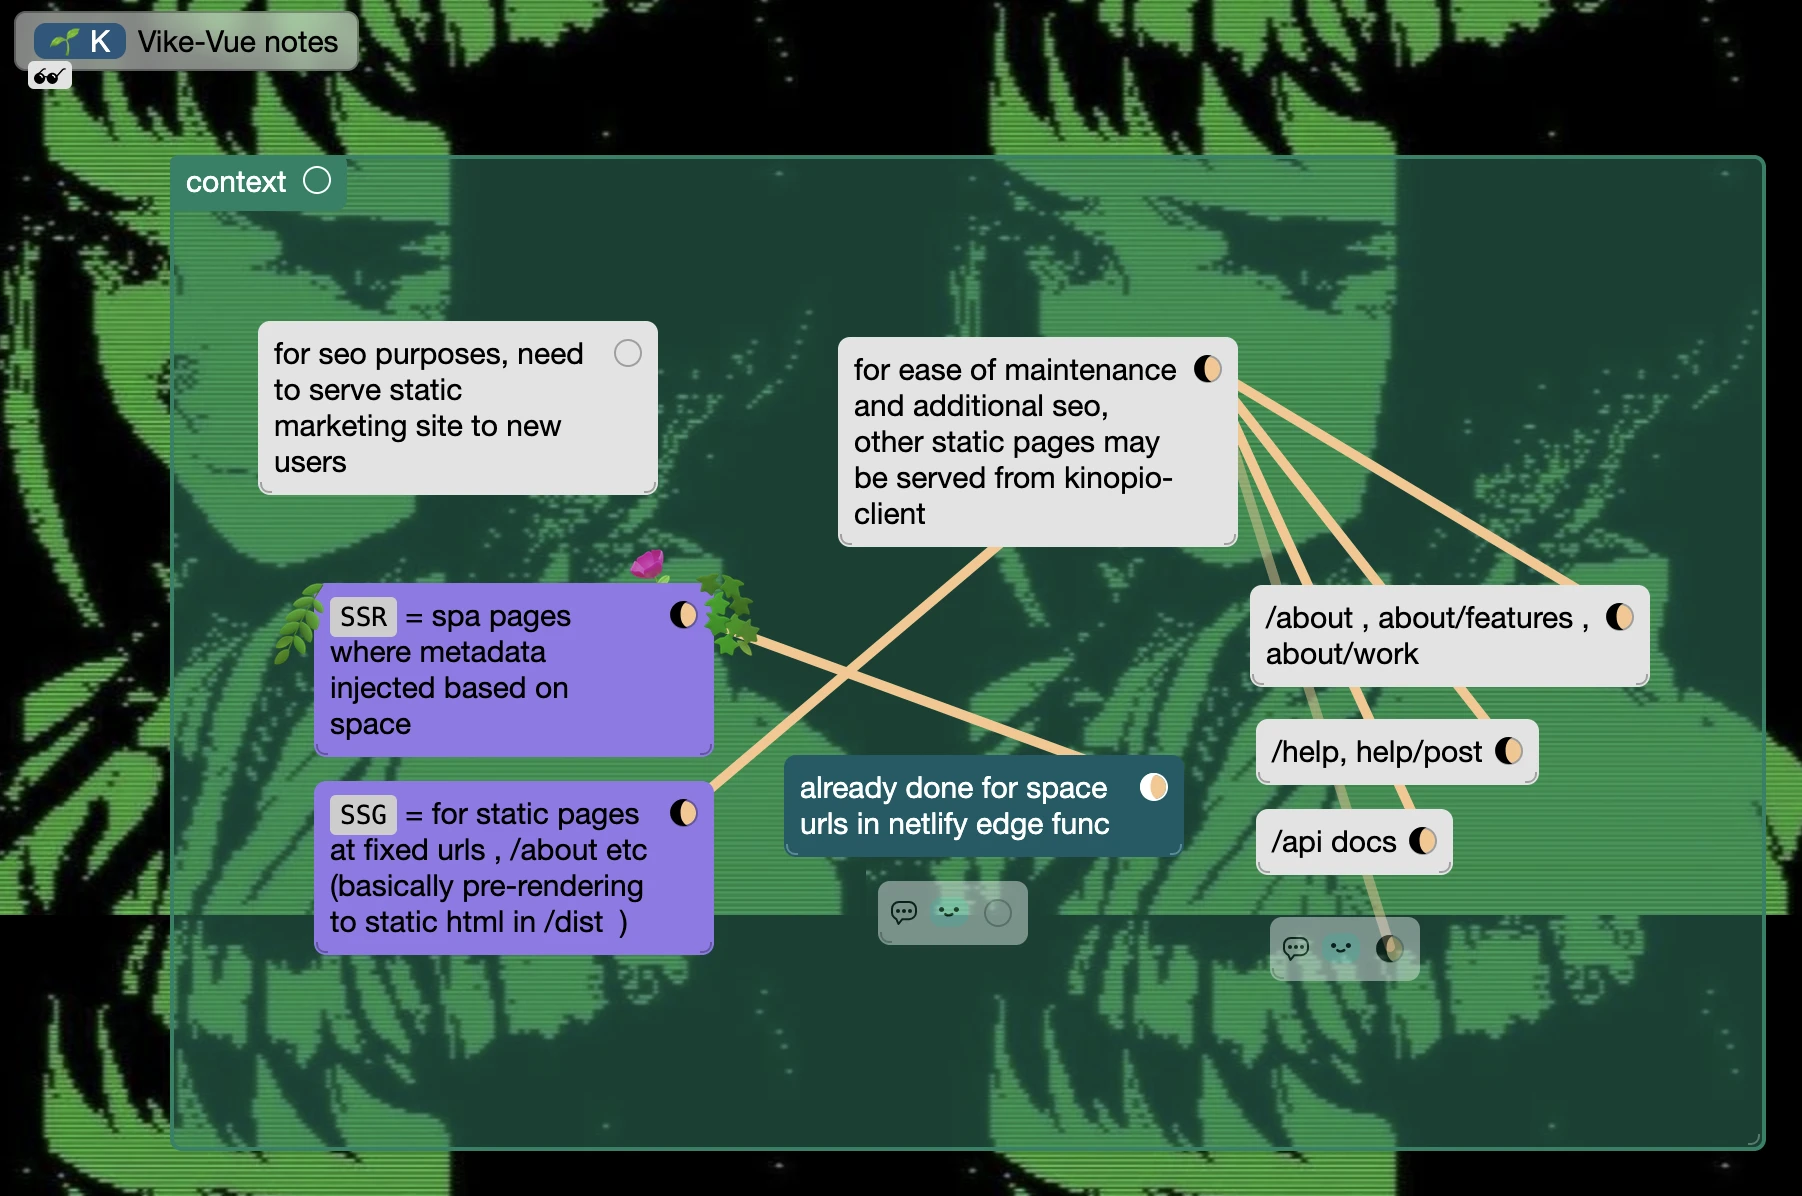 K Vike-Vue notes
context
for seo purposes, need
to serve static
marketing site to new
users
for ease of maintenance
and additional seo,
other static pages may
be served from kinopio-
client
SSR = spa pages
where metadata
injected based on
space
SSG = for static pages
at fixed urls , /about etc
(basically pre-rendering
to static html in /dist )
already done for space
urls in netlify edge func
/about , about/features ,
about/work
/help, help/post
/api docs